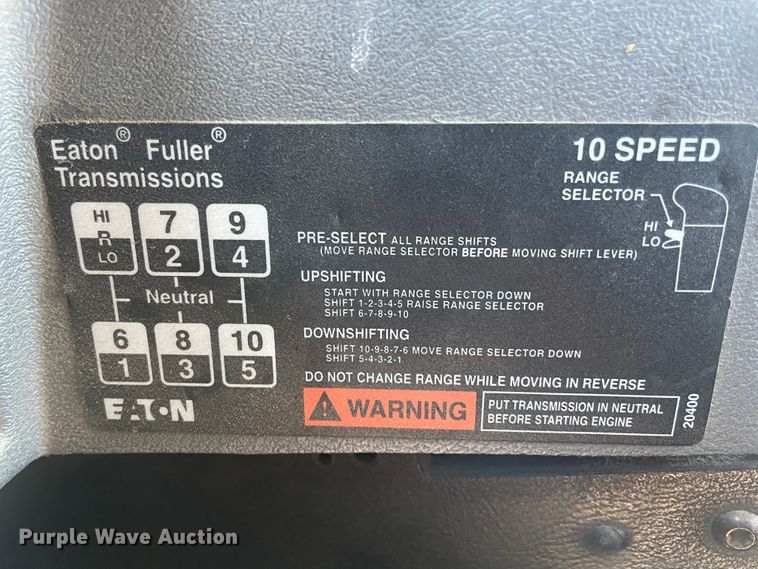 Eaton® Fuller®
Transmissions
10 SPEED
RANGE
SELECTOR
HI
LO
HI 7 9
R
LO 2 4
Neutral
6 8 10
1 3 5
PRE-SELECT ALL RANGE SHIFTS
(MOVE RANGE SELECTOR BEFORE MOVING SHIFT LEVER)
UPSHIFTING
START WITH RANGE SELECTOR DOWN
SHIFT 1-2-3-4-5 RAISE RANGE SELECTOR
SHIFT 6-7-8-9-10
DOWNSHIFTING
SHIFT 10-9-8-7-6 MOVE RANGE SELECTOR DOWN
SHIFT 5-4-3-2-1
DO NOT CHANGE RANGE WHILE MOVING IN REVERSE
WARNING
PUT TRANSMISSION IN NEUTRAL
BEFORE STARTING ENGINE
EATON
20400
Purple Wave Auction